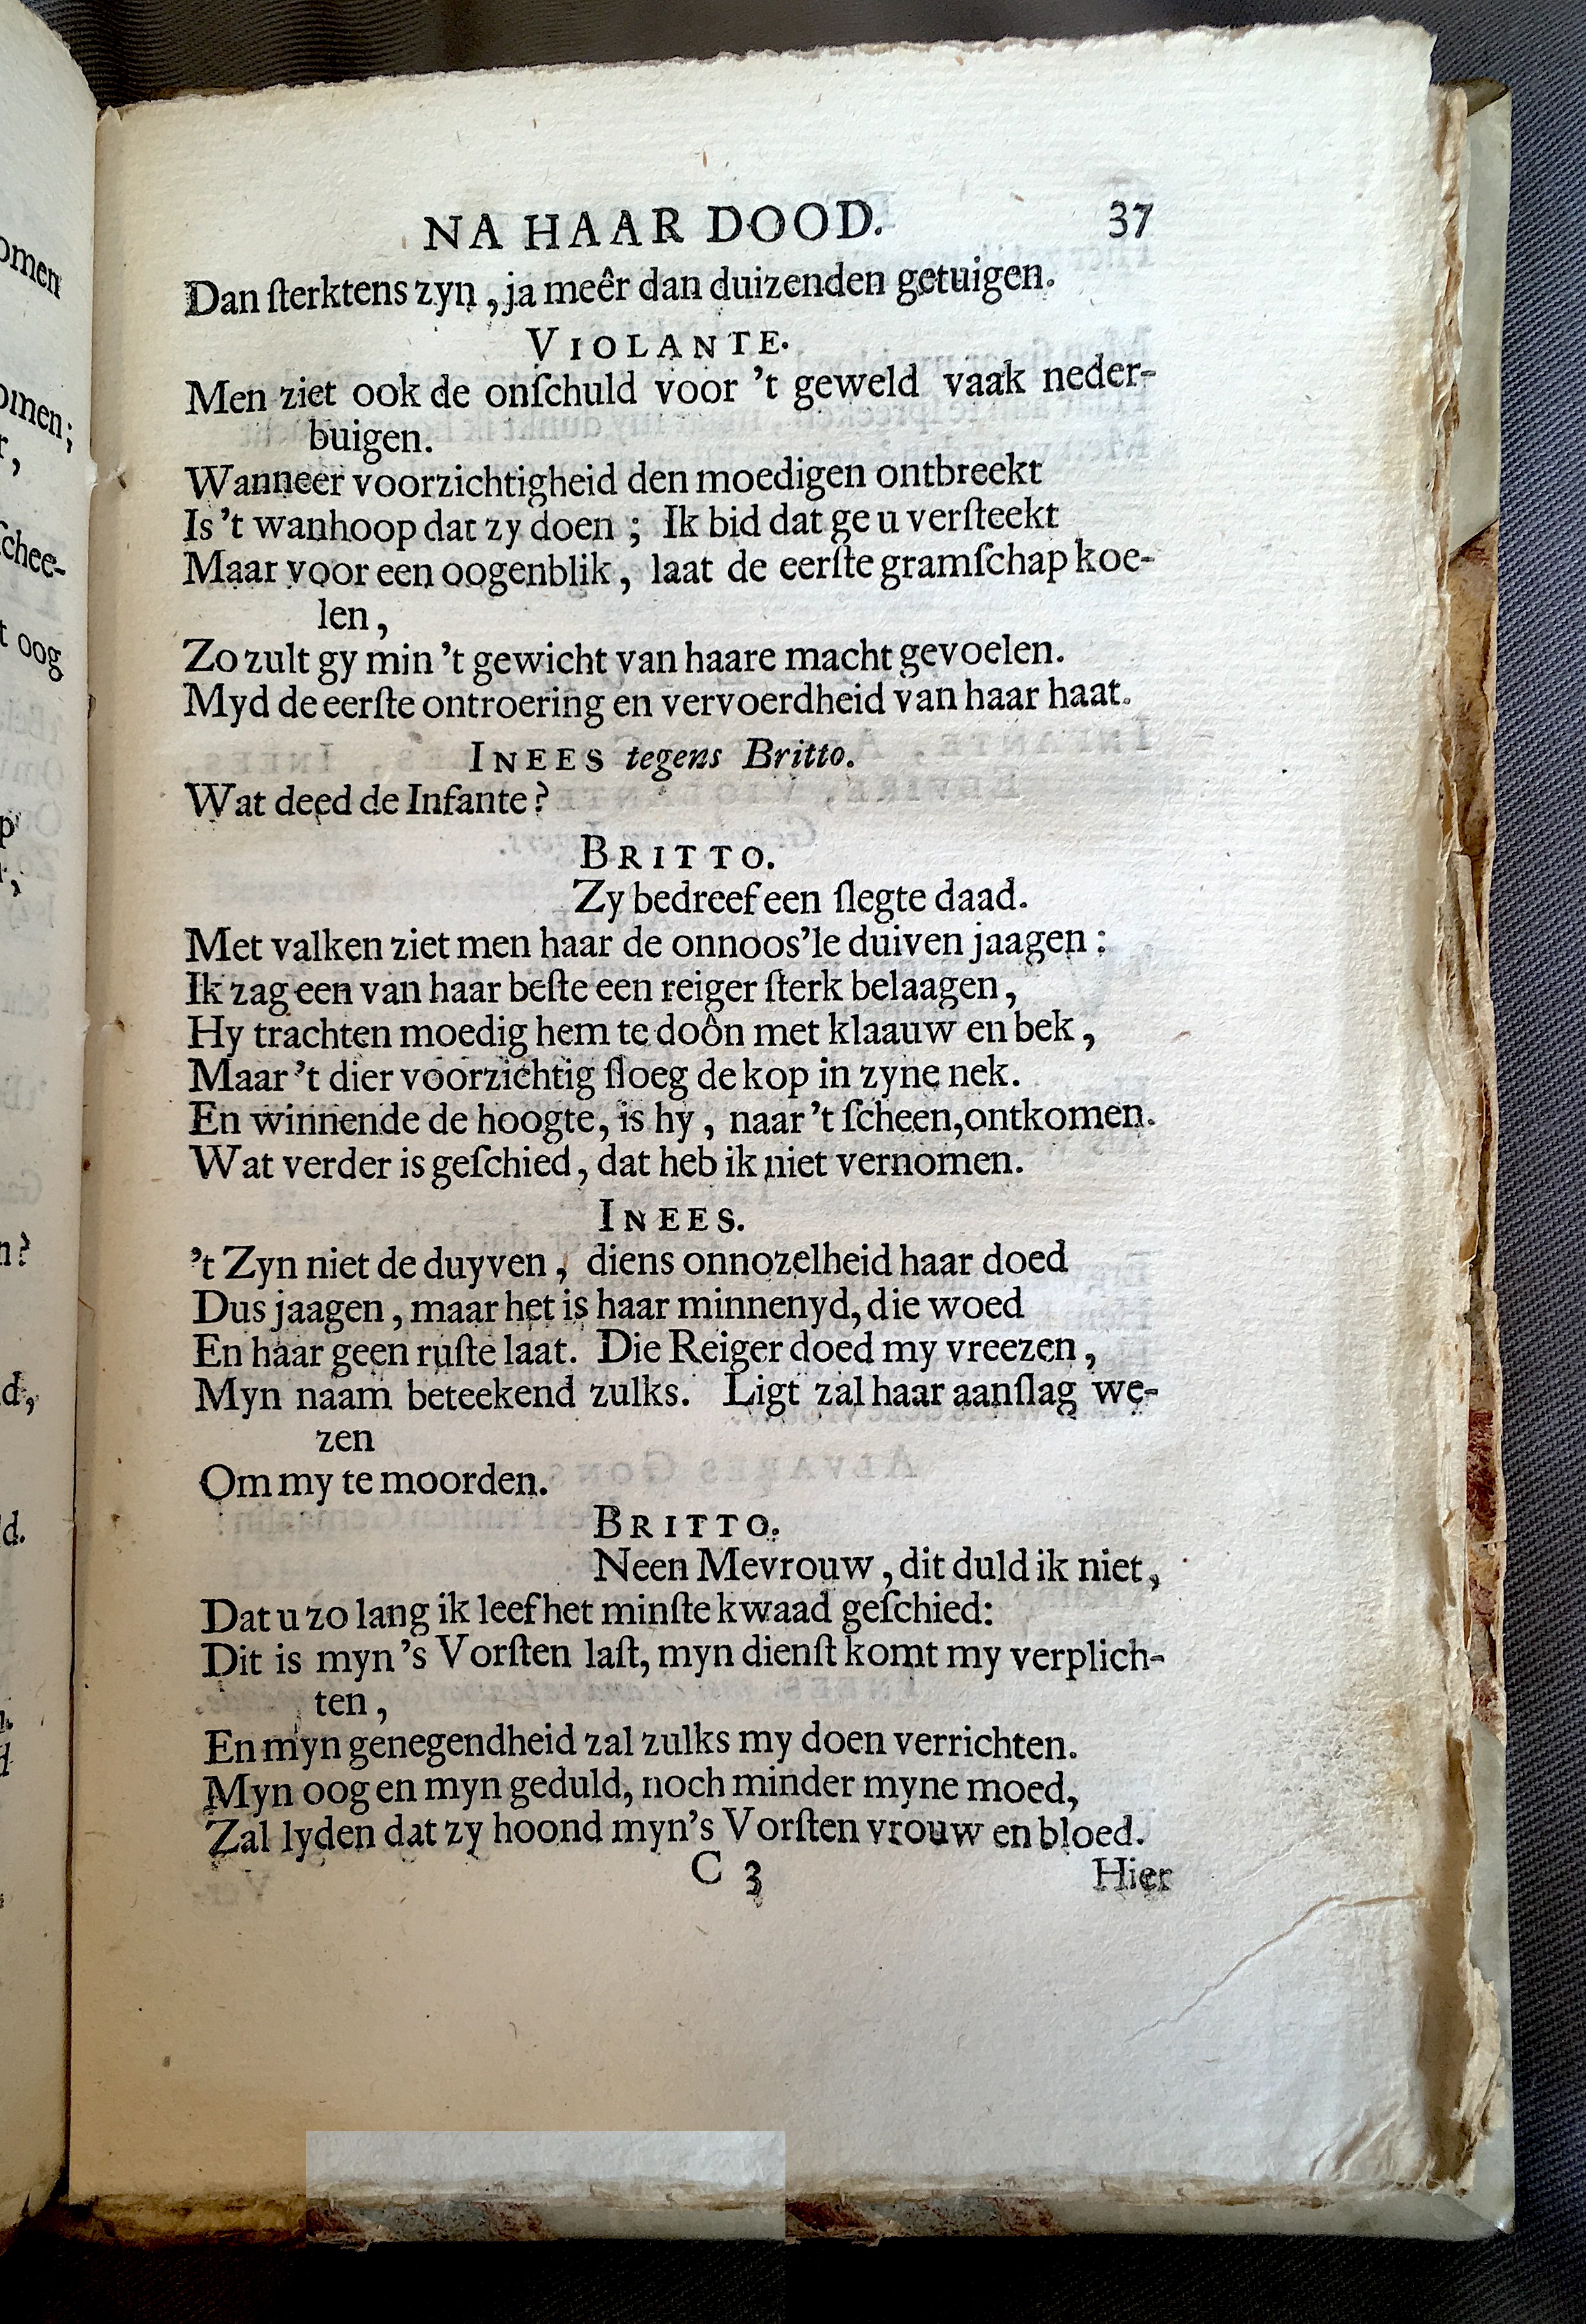 NA HAAR DOOD. 37
Dan ſterktens zyn, ja meêr dan duizenden getuigen.
VIOLANTE.
Men ziet ook de onſchuld voor 't geweld vaak neder-
buigen.
Wanneer voorzichtigheid den moedigen ontbreekt
Is 't wanhoop dat zy doen; Ik bid dat ge u verſteekt
Maar voor een oogenblik, laat de eerſte gramſchap koe-
len,
Zo zult gy min 't gewicht van haare macht gevoelen.
Myd de eerſte ontroering en vervoerdheid van haar haat.
INEES tegens Britto.
Wat deed de Infante?
BRITTO.
Zy bedreef een ſlegte daad.
Met valken ziet men haar de onnoos'le duiven jaagen:
Ik zag een van haar beſte een reiger ſterk belaagen,
Hy trachten moedig hem te doôn met klaauw en bek,
Maar 't dier voorzichtig ſloeg de kop in zyne nek.
En winnende de hoogte, is hy, naar 't ſcheen, ontkomen.
Wat verder is geſchied, dat heb ik niet vernomen.
INEES.
't Zyn niet de duyven, diens onnozelheid haar doed
Dus jaagen, maar het is haar minnenyd, die woed
En haar geen ruſte laat. Die Reiger doed my vreezen,
Myn naam beteekend zulks. Ligt zal haar aanſlag we-
zen
Om my te moorden.
BRITTO.
Neen Mevrouw, dit duld ik niet,
Dat u zo lang ik leef het minſte kwaad geſchied:
Dit is myn's Vorſten laſt, myn dienſt komt my verplich-
ten,
En myn genegendheid zal zulks my doen verrichten.
Myn oog en myn geduld, noch minder myne moed,
Zal lyden dat zy hoond myn's Vorſten vrouw en bloed.
C 3 Hier